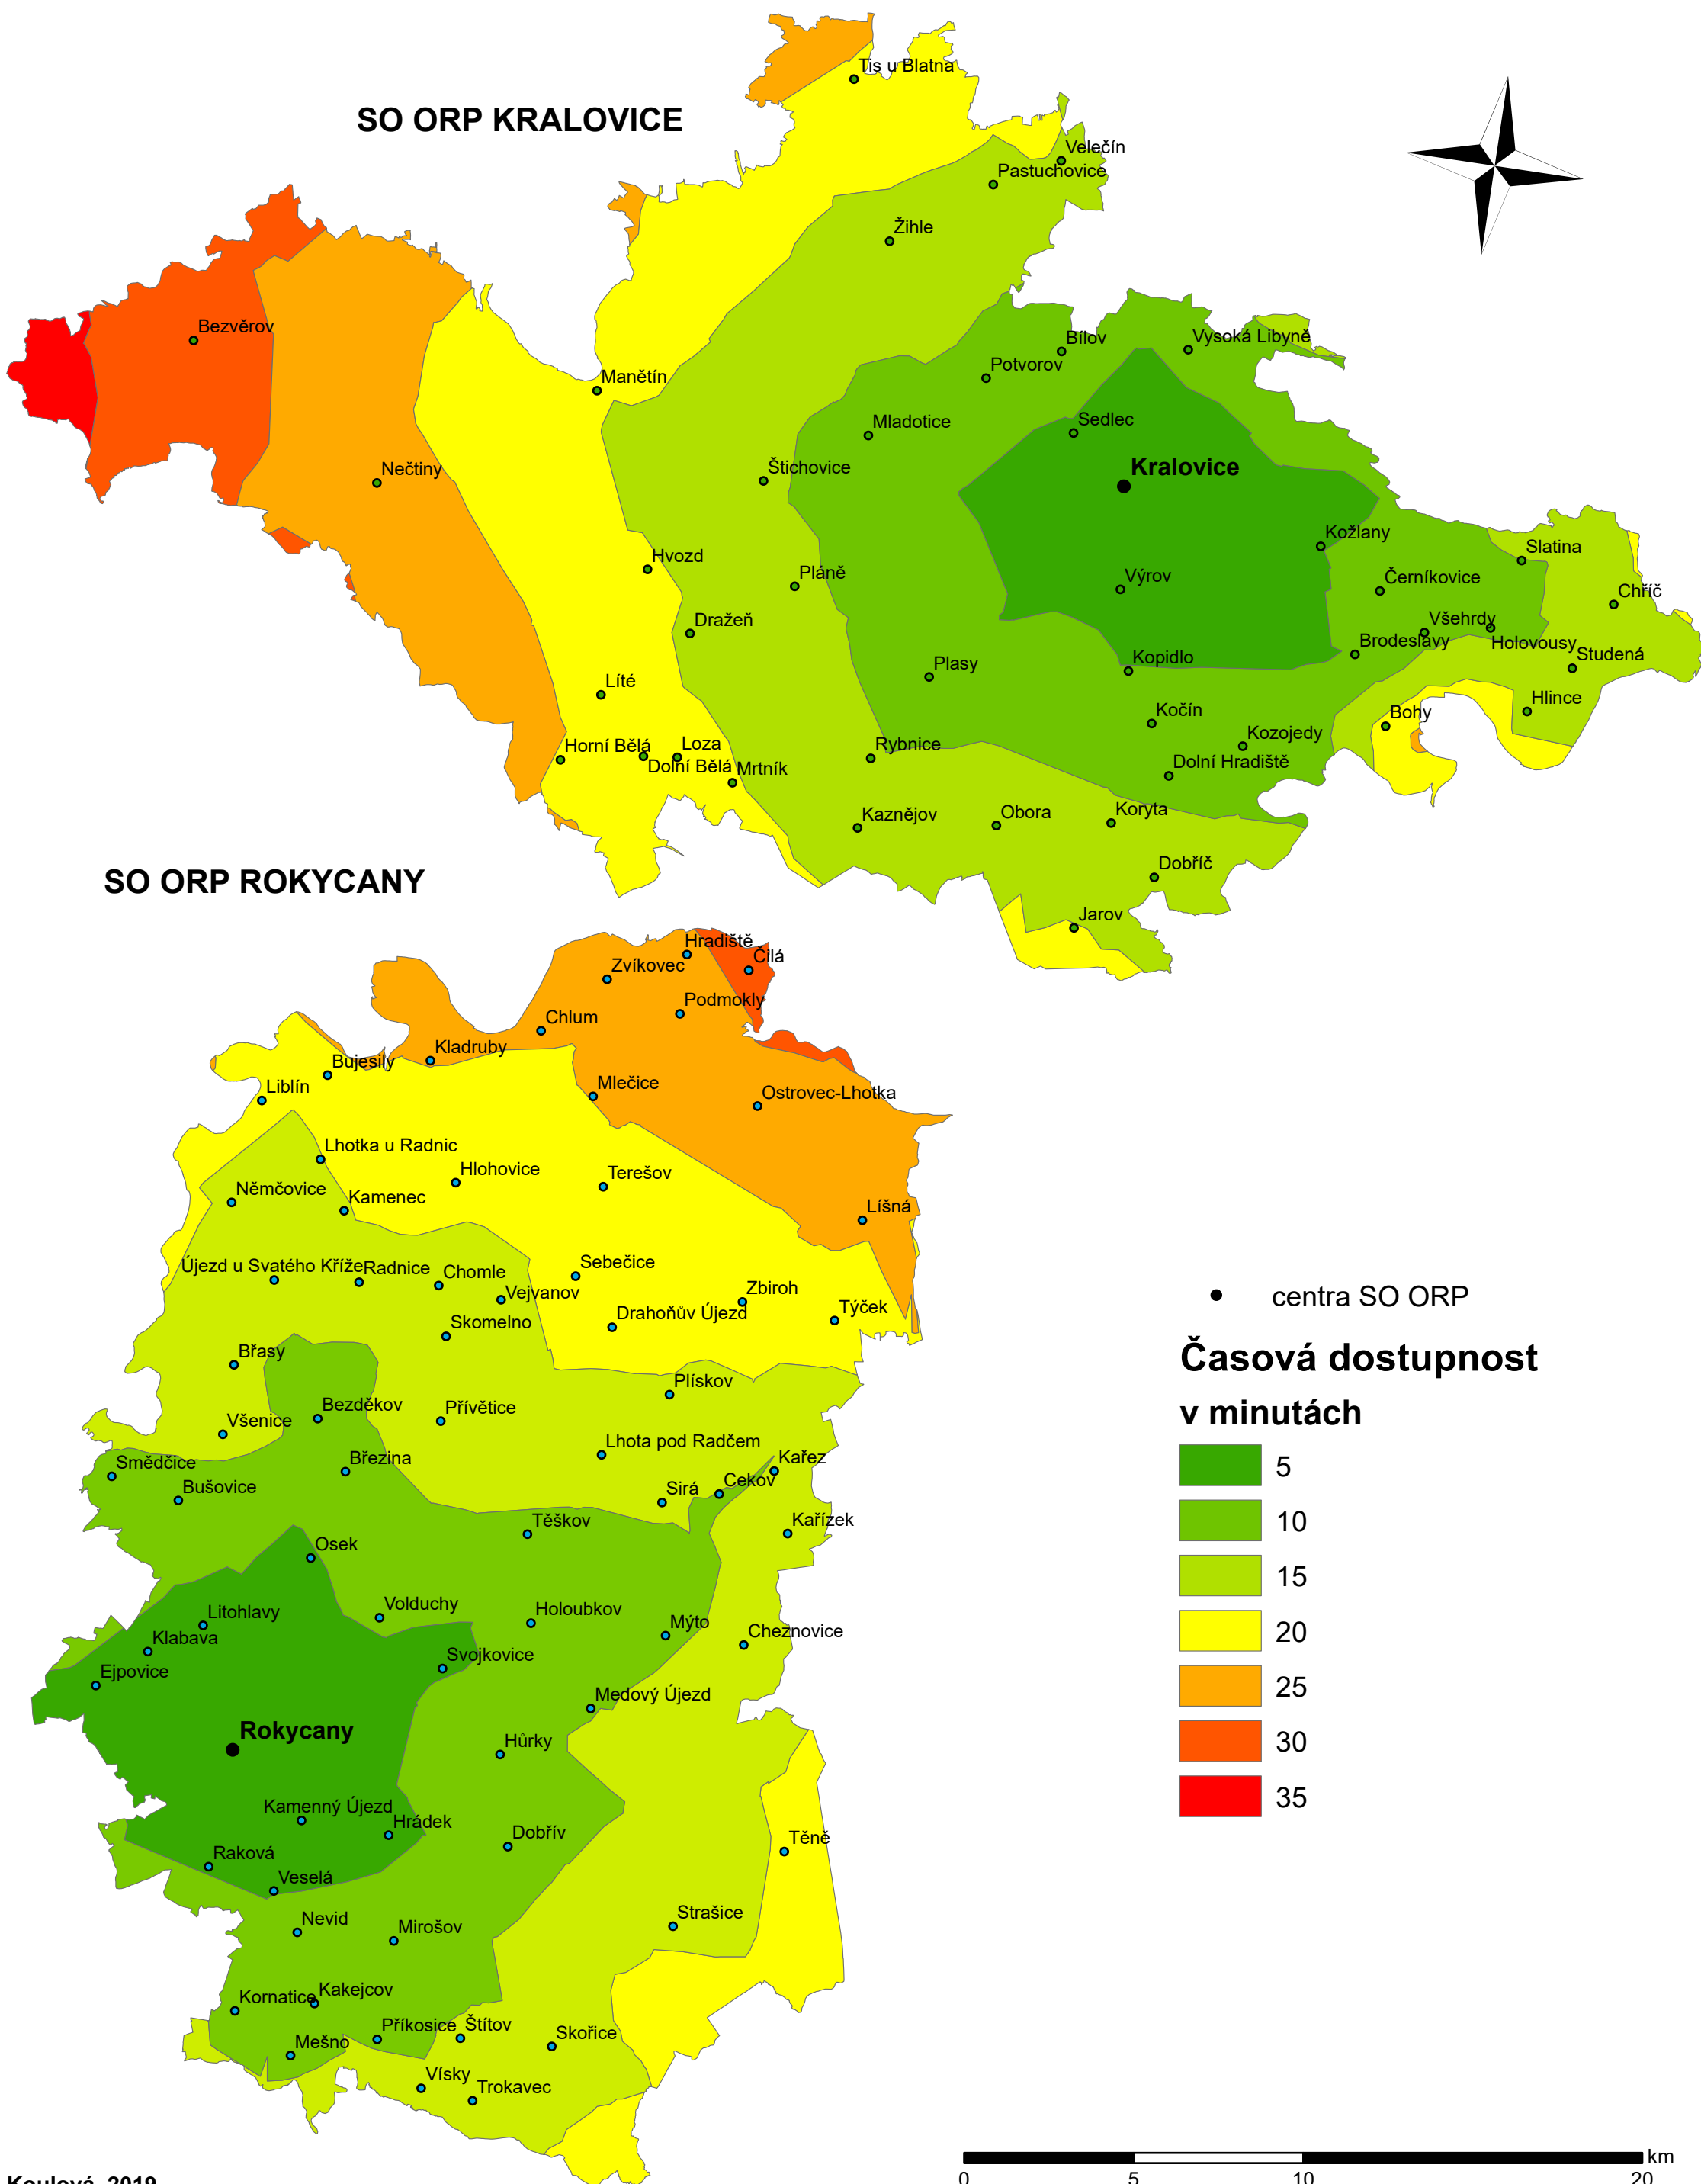 SO ORP KRALOVICE
Tis u Blatna
Velečín
Pastuchovice
Žihle
Bezvěrov
Bílov
Vysoká Libyně
Potvorov
Manětín
Mladotice
Sedlec
Štichovice
Kralovice
Nečtiny
Kožlany
Slatina
Hvozd
Pláně
Výrov
Černíkovice
Chříč
Dražeň
Všehrdy
Brodeslavy
Holovousy
Studená
Plasy
Kopidlo
Líté
Hlince
Kočín
Bohy
Horní Bělá
Loza
Rybnice
Kozojedy
Dolní Bělá
Mrtník
Dolní Hradiště
Kaznějov
Obora
Koryta
Dobříč
Jarov
SO ORP ROKYCANY
Hradiště
Čilá
Zvíkovec
Podmokly
Chlum
Kladruby
Bujesily
Liblín
Mlečice
Ostrovec-Lhotka
Lhotka u Radnic
Hlohovice
Terešov
Němčovice
Kamenec
Líšná
Újezd u Svatého Kříže
Radnice
Chomle
Sebečice
Vejvanov
Zbiroh
Drahoňův Újezd
Týček
Skomelno
Břasy
Plískov
Bezděkov
Přívětice
Všenice
Lhota pod Radčem
Smědčice
Březina
Kařez
Bušovice
Sirá
Cekov
Těškov
Kařízek
Osek
Litohlavy
Volduchy
Holoubkov
Mýto
Cheznovice
Klabava
Ejpovice
Svojkovice
Medový Újezd
Rokycany
Hůrky
Kamenný Újezd
Hrádek
Dobřív
Těně
Raková
Veselá
Nevid
Mirošov
Strašice
Kornatice
Kakejcov
Příkosice
Štítov
Skořice
Mešno
Vísky
Trokavec
centra SO ORP
Časová dostupnost
v minutách
5
10
15
20
25
30
35
km
0 5 10 20
Koulová, 2019